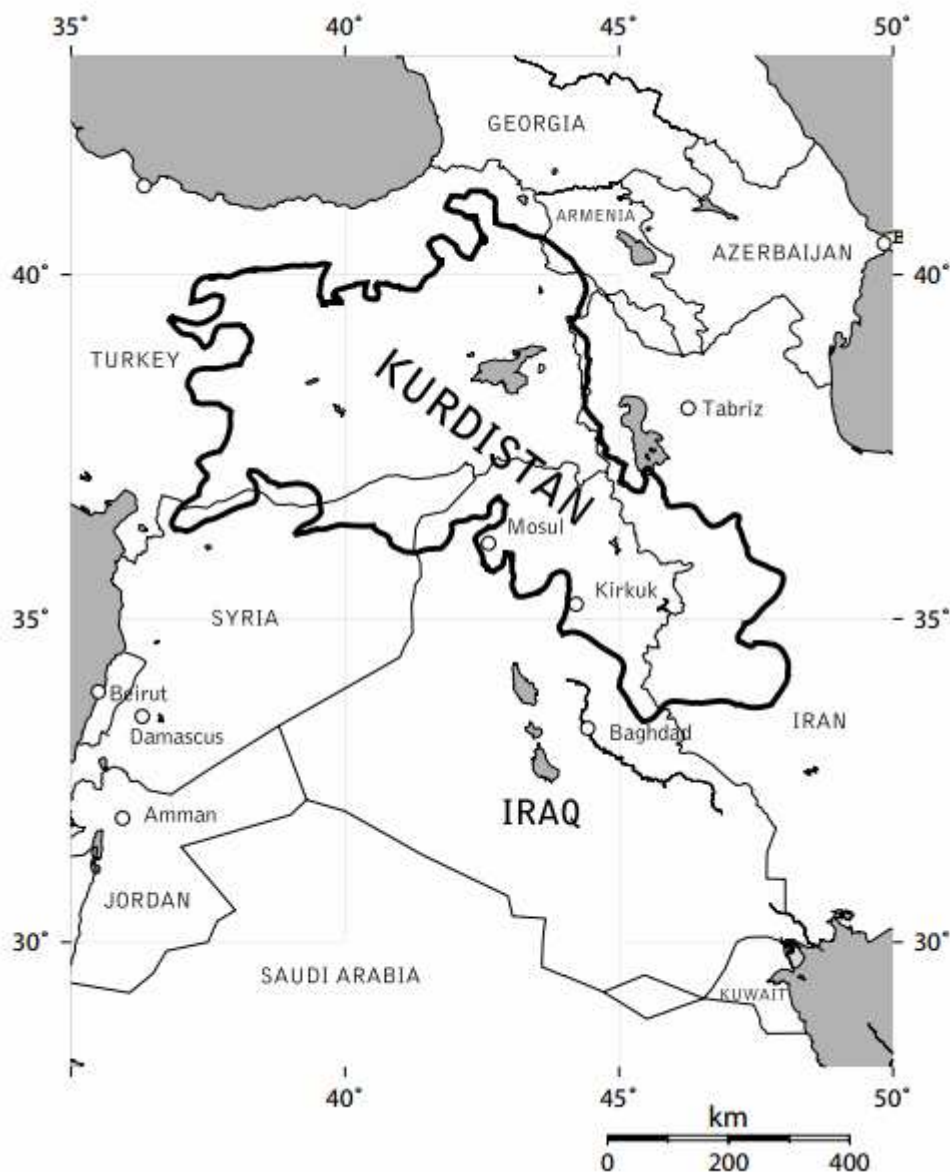 35° 40° 45° 50°
GEORGIA
ARMENIA
AZERBAIJAN
B
40° 40°
TURKEY
KURDISTAN
Tabriz
Mosul
Kirkuk
35° 35°
SYRIA
Beirut
Damascus
IRAN
Baghdad
IRAQ
Amman
JORDAN
30° 30°
SAUDI ARABIA
KUWAIT
35° 40° 45° 50°
km
0 200 400